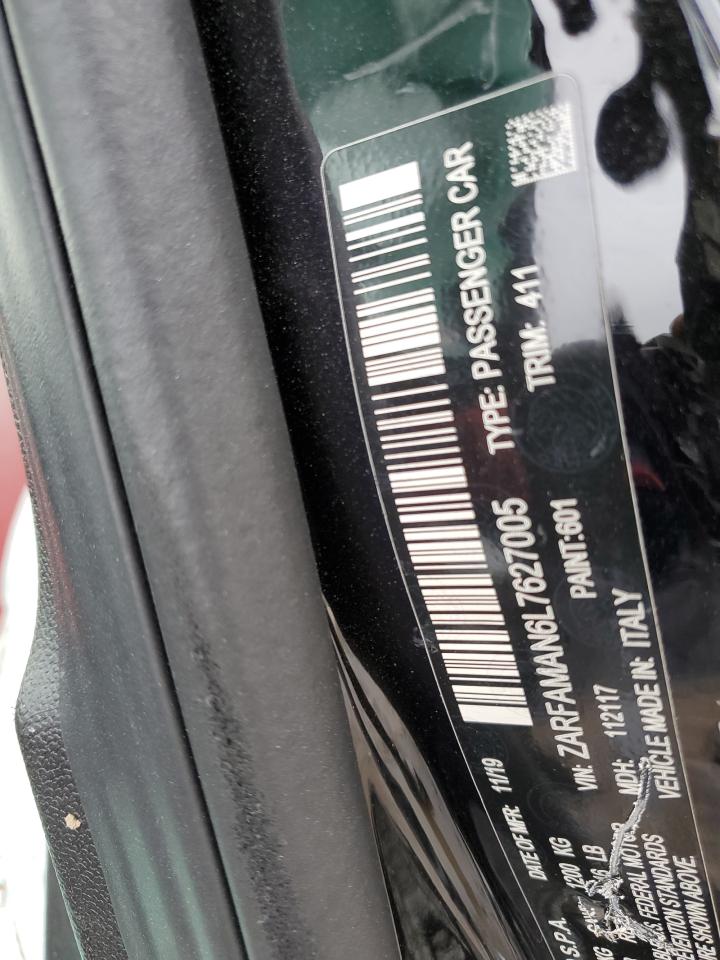 S.P.A. DATE OF MFR: 11/19
1200 KG
LB
VIN: ZARFAMAN6L7627005 TYPE: PASSENGER CAR
MDH: 112117 PAINT:601 TRIM: 411
VEHICLE MADE IN: ITALY
FEDERAL
STANDARDS
SHOWN ABOVE.